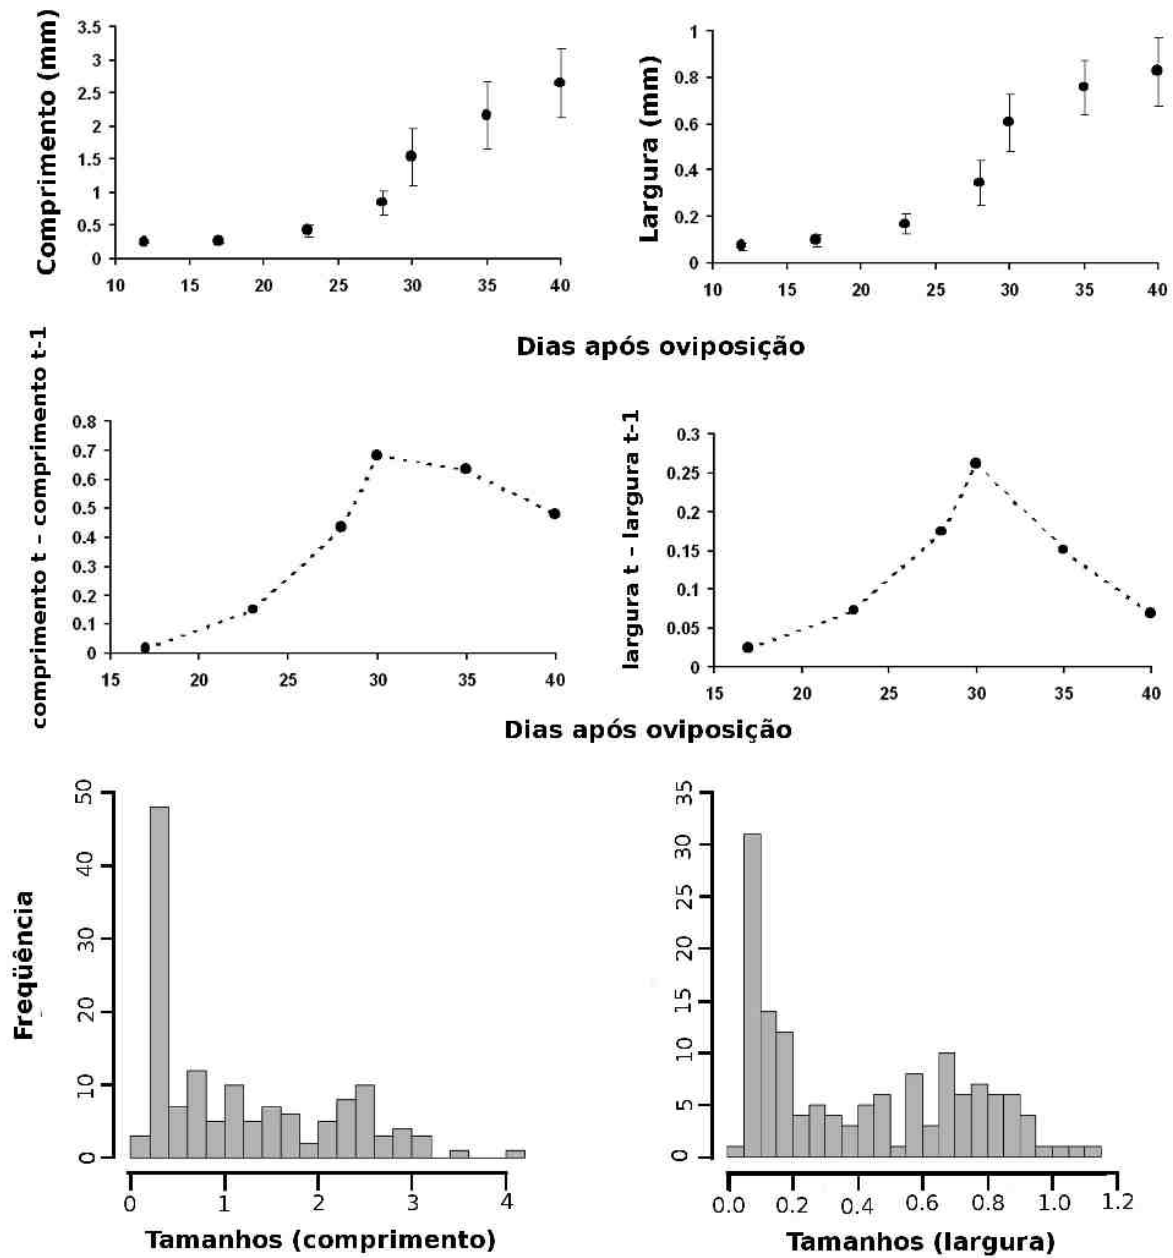 Comprimento (mm)
3.5
3
2.5
2
1.5
1
0.5
0
10 15 20 25 30 35 40
Largura (mm)
1
0.8
0.6
0.4
0.2
0
10 15 20 25 30 35 40
Dias após oviposição
comprimento t - comprimento t-1
0.8
0.7
0.6
0.5
0.4
0.3
0.2
0.1
0
15 20 25 30 35 40
largura t - largura t-1
0.3
0.25
0.2
0.15
0.1
0.05
0
15 20 25 30 35 40
Dias após oviposição
Freqüência
50
40
30
20
10
0
0 1 2 3 4
Tamanhos (comprimento)
35
30
25
20
15
10
5
0
0.0 0.2 0.4 0.6 0.8 1.0 1.2
Tamanhos (largura)